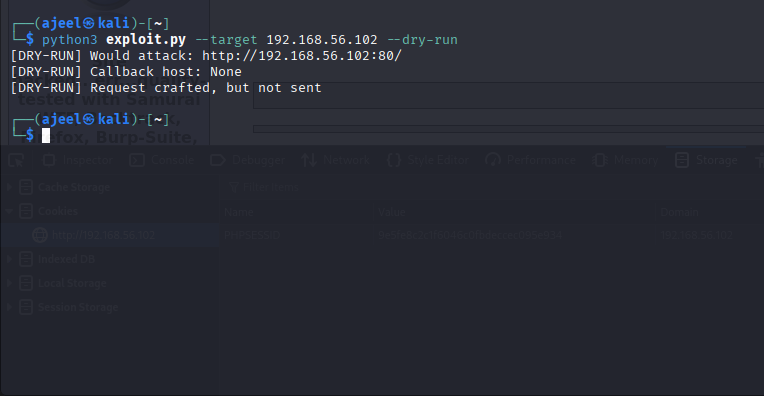 ┌──(ajeel㉿kali)-[~]
└─$ python3 exploit.py --target 192.168.56.102 --dry-run
[DRY-RUN] Would attack: http://192.168.56.102:80/
[DRY-RUN] Callback host: None
[DRY-RUN] Request crafted, but not sent
tested with Samurai
Firefox, Burp-Suite,
┌──(ajeel㉿kali)-[~]
└─$
Inspector Console Debugger Network Style Editor Performance Memory Storage
Cache Storage
Filter Items
Cookies
Name Value Domain
http://192.168.56.102
PHPSESSID 192.168.56.102
Indexed DB
Local Storage
Session Storage